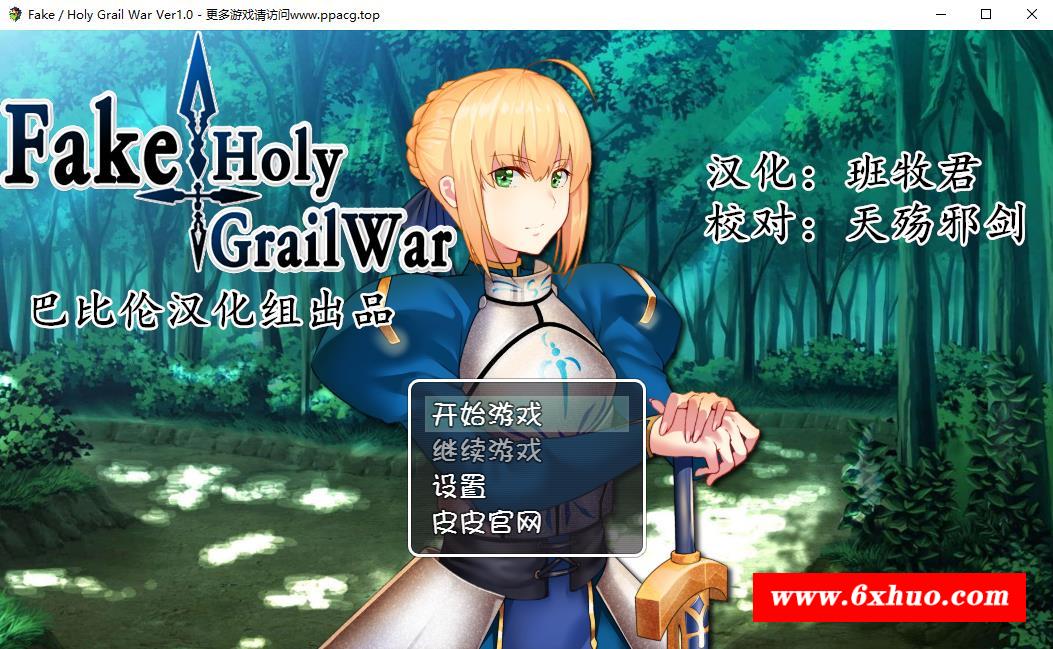 Fake / Holy Grail War Ver1.0 - 更多游戏请访问www.ppacg.top
Fake/Holy
GrailWar
巴比伦汉化组出品
汉化：班牧君
校对：天殇邪剑
开始游戏
继续游戏
设置
皮皮官网
www.6xhuo.com